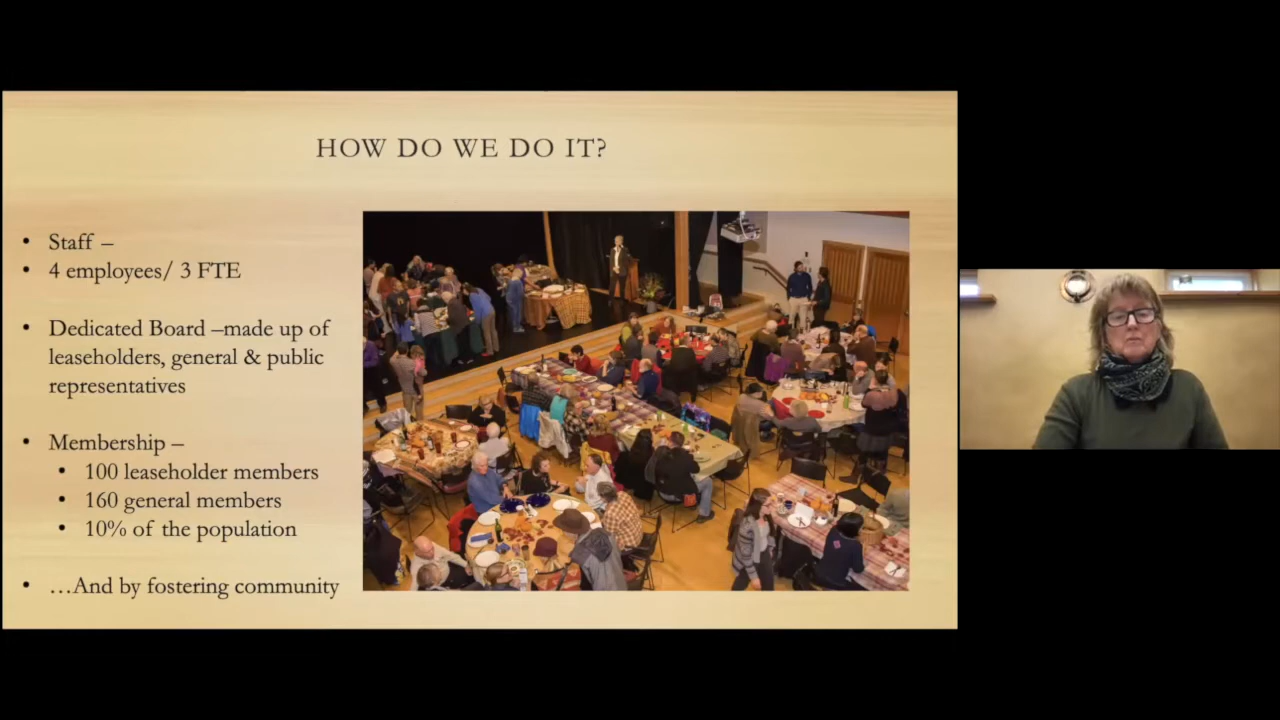 HOW DO WE DO IT?
• Staff –
• 4 employees/ 3 FTE
• Dedicated Board –made up of
leaseholders, general & public
representatives
• Membership –
• 100 leaseholder members
• 160 general members
• 10% of the population
• …And by fostering community